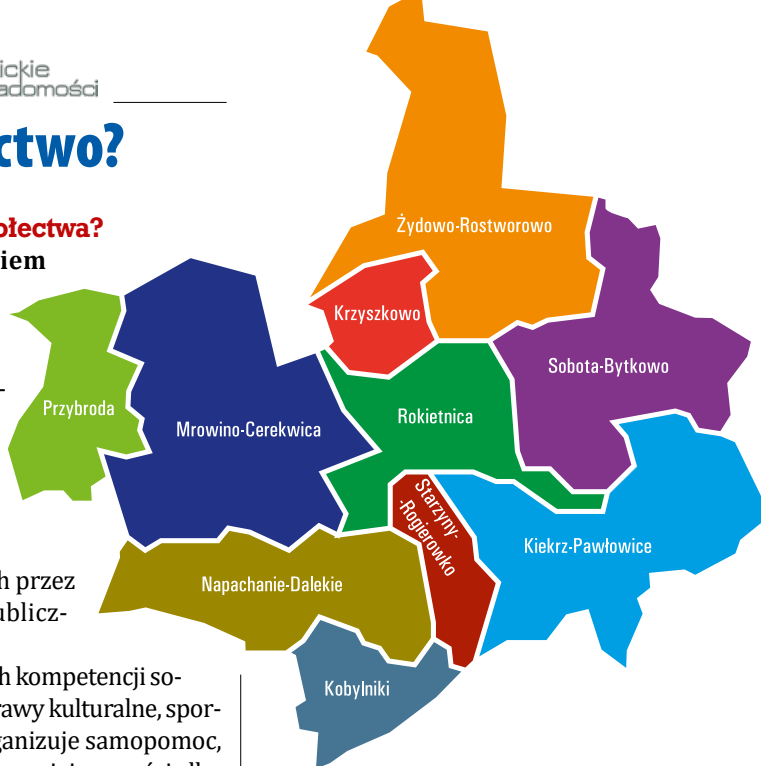 ickie
adomości
ctwo?
ołectwa?
iem
-
h przez
ublicz-
h kompetencji so-
rawy kulturalne, spor-
ganizuje samopomoc,
Żydowo-Rostworowo
Krzyszkowo
Sobota-Bytkowo
Przybroda
Mrowino-Cerekwica
Rokietnica
Starzyny-
-Rogierowko
Kiekrz-Pawłowice
Napachanie-Dalekie
Kobylniki